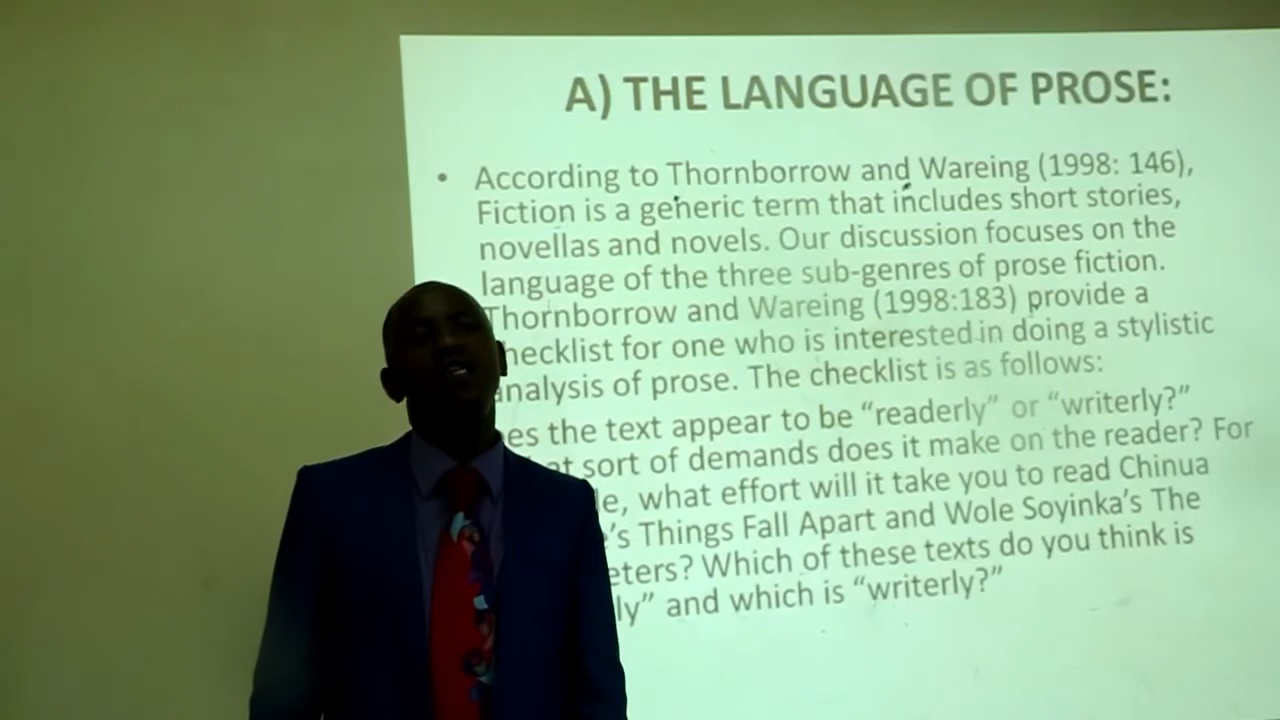 A) THE LANGUAGE OF PROSE:
• According to Thornborrow and Wareing (1998: 146),
Fiction is a generic term that includes short stories,
novellas and novels. Our discussion focuses on the
language of the three sub-genres of prose fiction.
Thornborrow and Wareing (1998:183) provide a
hecklist for one who is interested in doing a stylistic
nalysis of prose. The checklist is as follows:
es the text appear to be “readerly” or “writerly?”
at sort of demands does it make on the reader? For
le, what effort will it take you to read Chinua
's Things Fall Apart and Wole Soyinka's The
eters? Which of these texts do you think is
ly” and which is “writerly?”